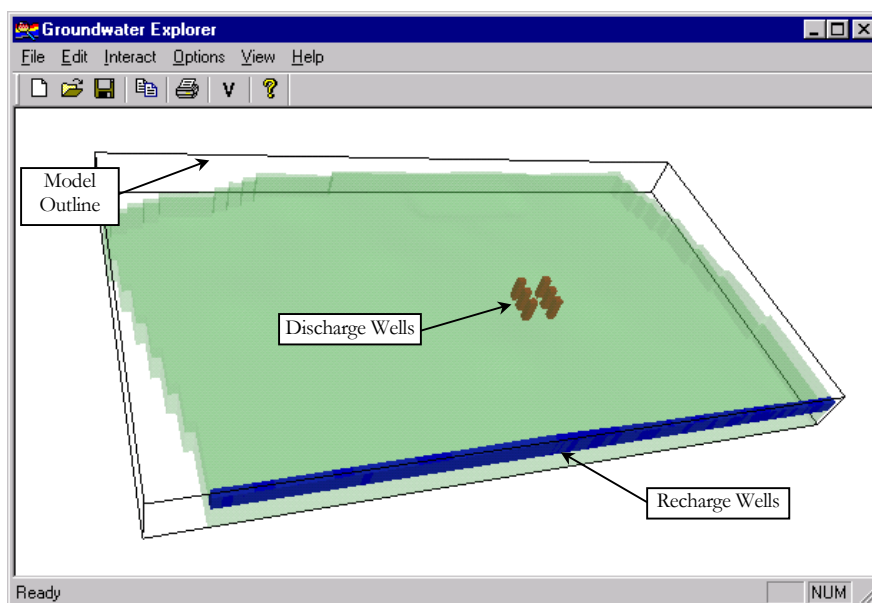 Groundwater Explorer
File Edit Interact Options View Help
V ?
Model
Outline
Discharge Wells
Recharge Wells
Ready NUM